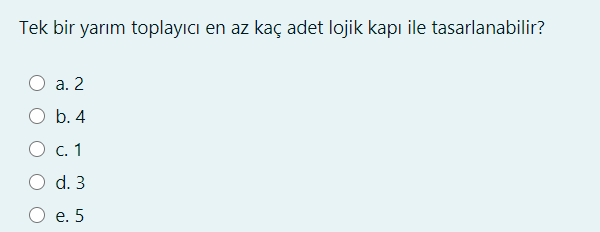 Tek bir yarım toplayıcı en az kaç adet lojik kapı ile tasarlanabilir?
a. 2
b. 4
c. 1
d. 3
e. 5